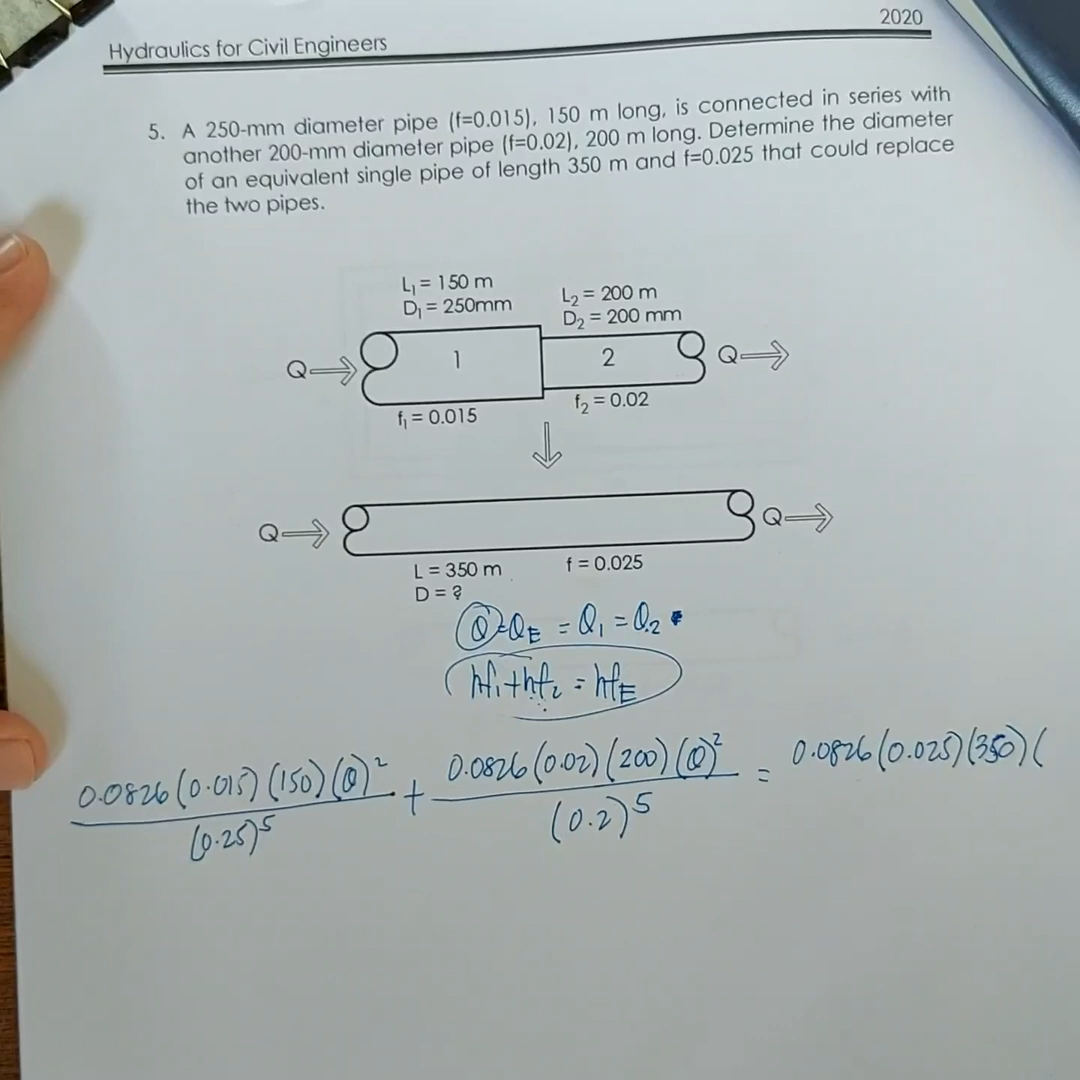 2020
Hydraulics for Civil Engineers
5. A 250-mm diameter pipe (f=0.015), 150 m long, is connected in series with
another 200-mm diameter pipe (f=0.02), 200 m long. Determine the diameter
of an equivalent single pipe of length 350 m and f=0.025 that could replace
the two pipes.
L₁ = 150 m
D₁ = 250mm
L₂ = 200 m
D₂ = 200 mm
Q
1
2
Q
f₁ = 0.015
f₂ = 0.02
Q
Q
L = 350 m
f = 0.025
D = ?
Q=QE = Q₁ = Q₂
hf₁+hf₂ = hfE
0.0826(0.015)(150)(Q)²/(0.25)⁵ + 0.0826(0.02)(200)(Q)²/(0.2)⁵ = 0.0826(0.025)(350)(